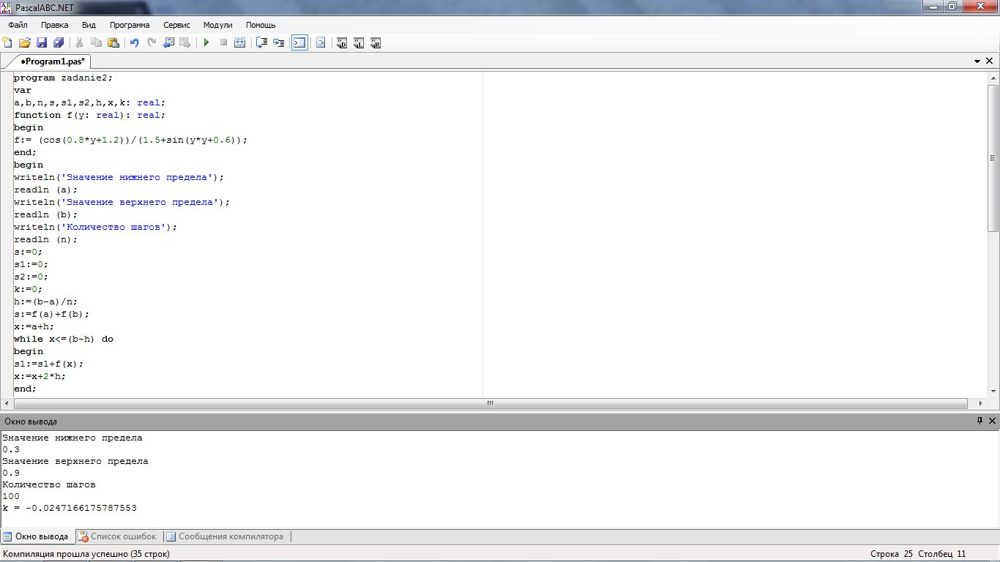 PascalABC.NET
Файл Правка Вид Программа Сервис Модули Помощь
●Program1.pas*
program zadanie2;
var
a,b,n,s,s1,s2,h,x,k: real;
function f(y: real): real;
begin
f:= (cos(0.8*y+1.2))/(1.5+sin(y*y+0.6));
end;
begin
writeln('Значение нижнего предела');
readln (a);
writeln('Значение верхнего предела');
readln (b);
writeln('Количество шагов');
readln (n);
s:=0;
s1:=0;
s2:=0;
k:=0;
h:=(b-a)/n;
s:=f(a)+f(b);
x:=a+h;
while x<=(b-h) do
begin
s1:=s1+f(x);
x:=x+2*h;
end;
Окно вывода
Значение нижнего предела
0.3
Значение верхнего предела
0.9
Количество шагов
100
k = -0.0247166175787553
Окно вывода Список ошибок Сообщения компилятора
Компиляция прошла успешно (35 строк) Строка 25 Столбец 11